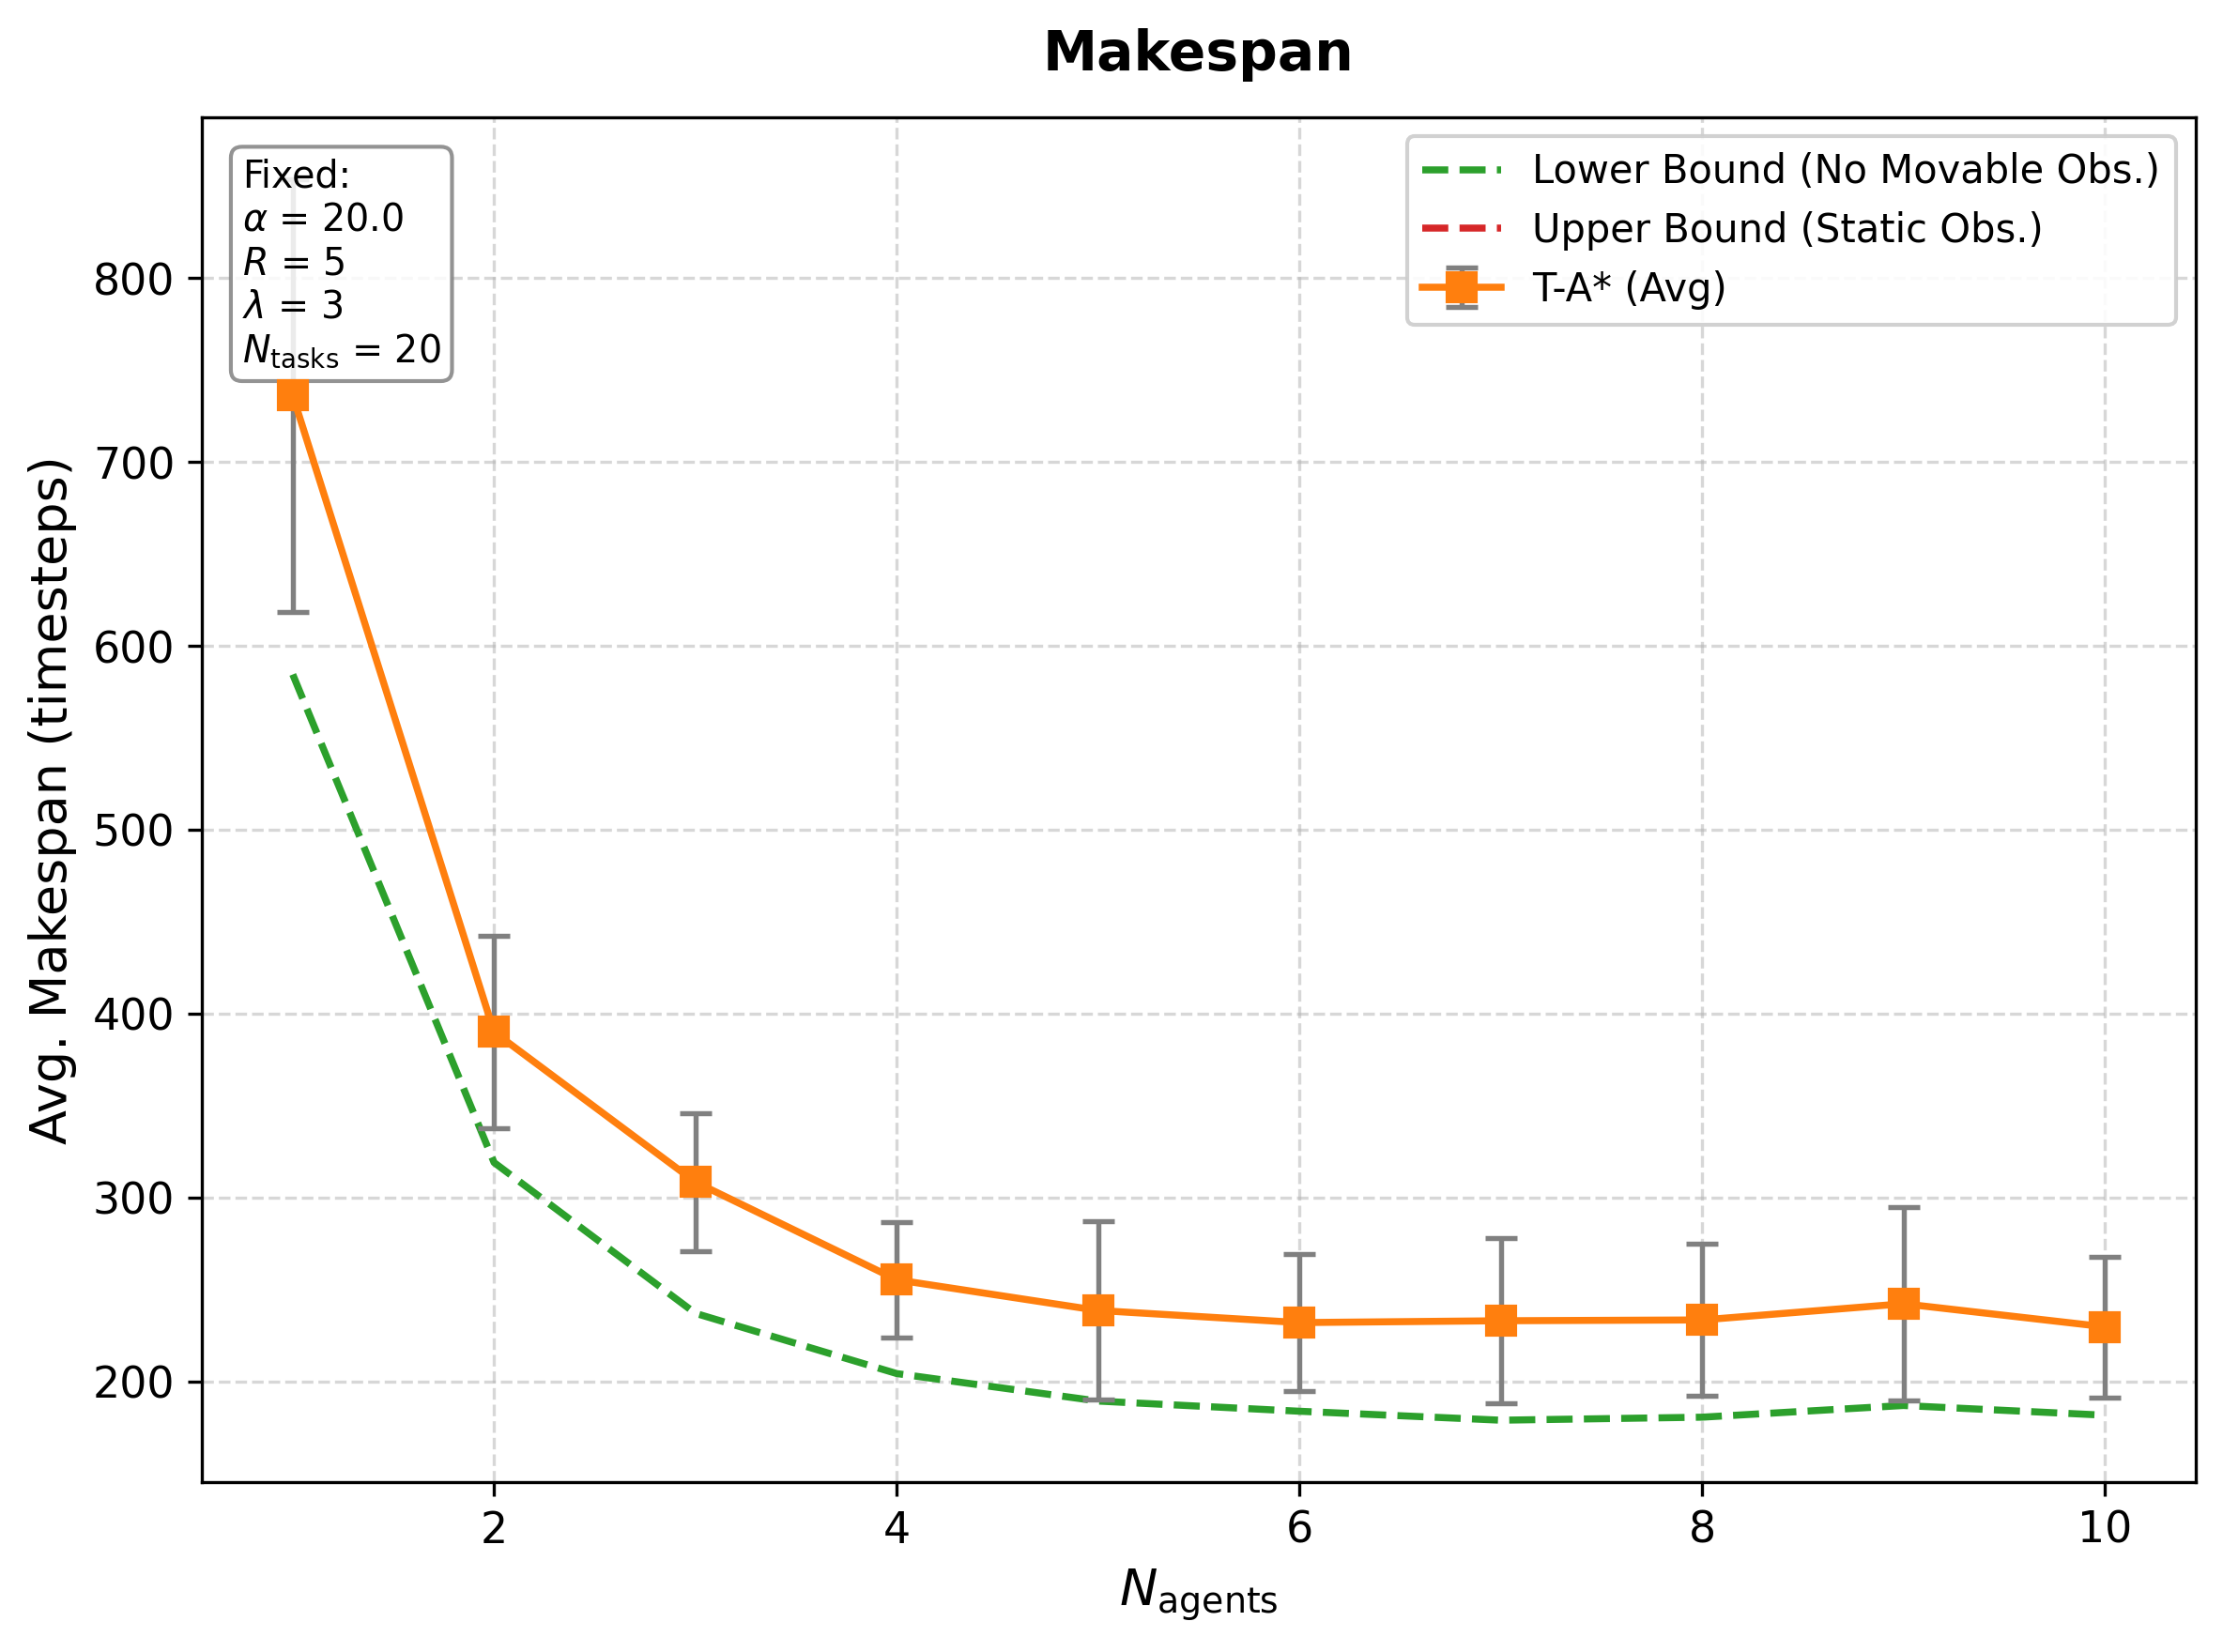 Makespan
Fixed:
α = 20.0
R = 5
λ = 3
N_tasks = 20
Lower Bound (No Movable Obs.)
Upper Bound (Static Obs.)
T-A* (Avg)
Avg. Makespan (timesteps)
800
700
600
500
400
300
200
2 4 6 8 10
N_agents